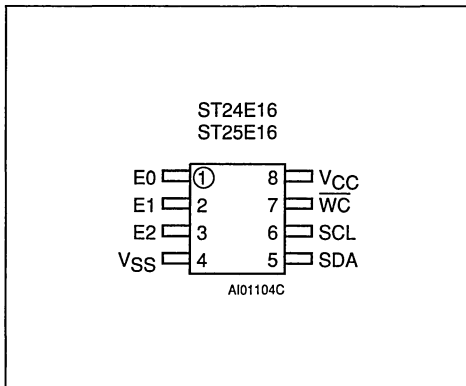 ST24E16
ST25E16
E0 1 8 VCC
E1 2 7 WC
E2 3 6 SCL
VSS 4 5 SDA
AI01104C